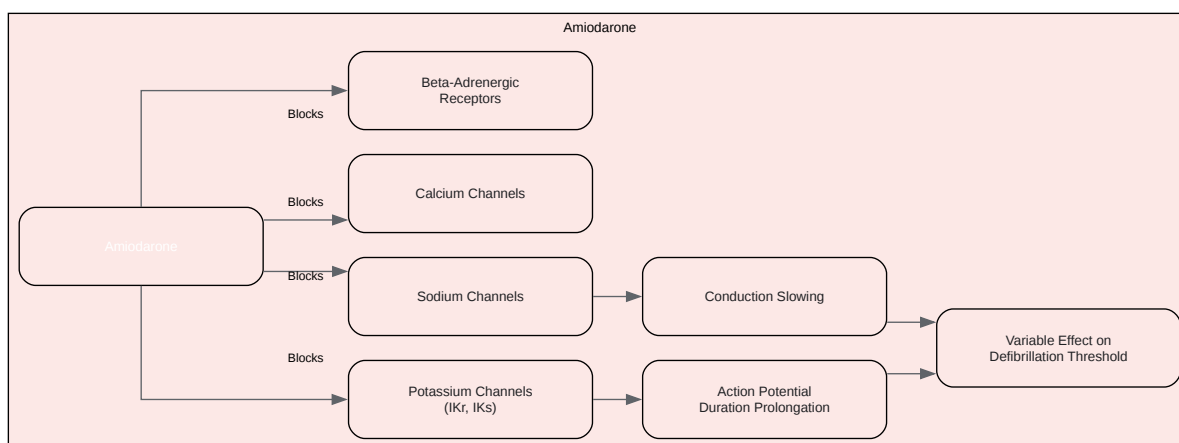 Amiodarone
Beta-Adrenergic
Receptors
Blocks
Calcium Channels
Blocks
Amiodarone
Blocks
Sodium Channels
Conduction Slowing
Variable Effect on
Defibrillation Threshold
Blocks
Potassium Channels
(IKr, IKs)
Action Potential
Duration Prolongation